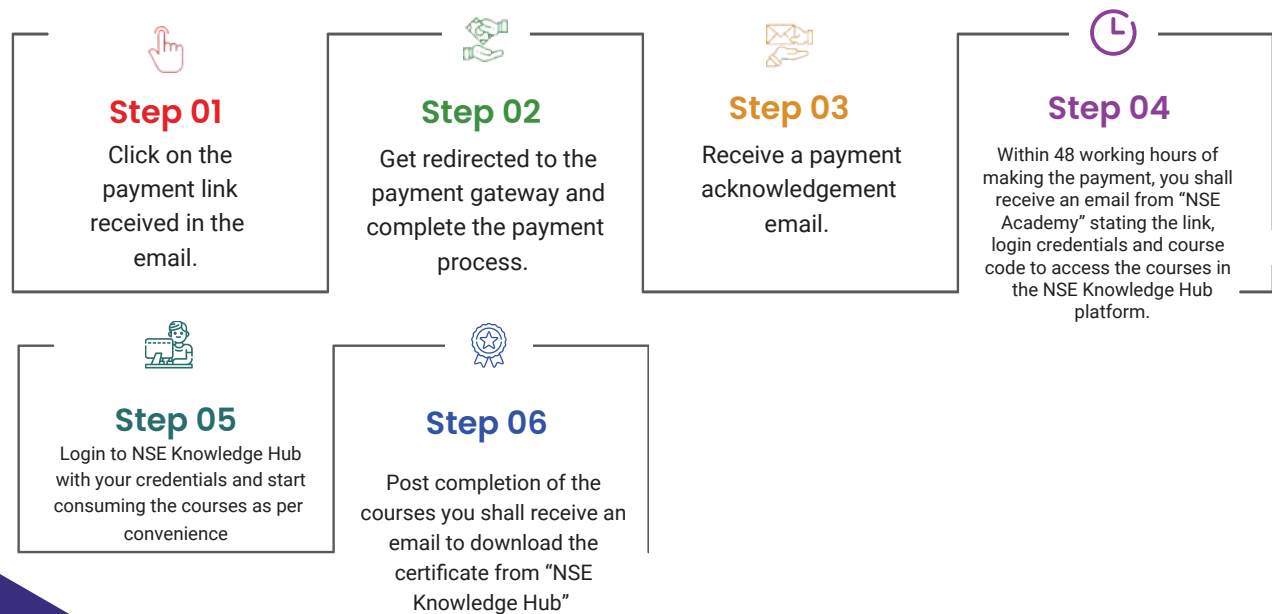 Step 01
Click on the
payment link
received in the
email.
Step 02
Get redirected to the
payment gateway and
complete the payment
process.
Step 03
Receive a payment
acknowledgement
email.
Step 04
Within 48 working hours of
making the payment, you shall
receive an email from “NSE
Academy” stating the link,
login credentials and course
code to access the courses in
the NSE Knowledge Hub
platform.
Step 05
Login to NSE Knowledge Hub
with your credentials and start
consuming the courses as per
convenience
Step 06
Post completion of the
courses you shall receive an
email to download the
certificate from “NSE
Knowledge Hub”